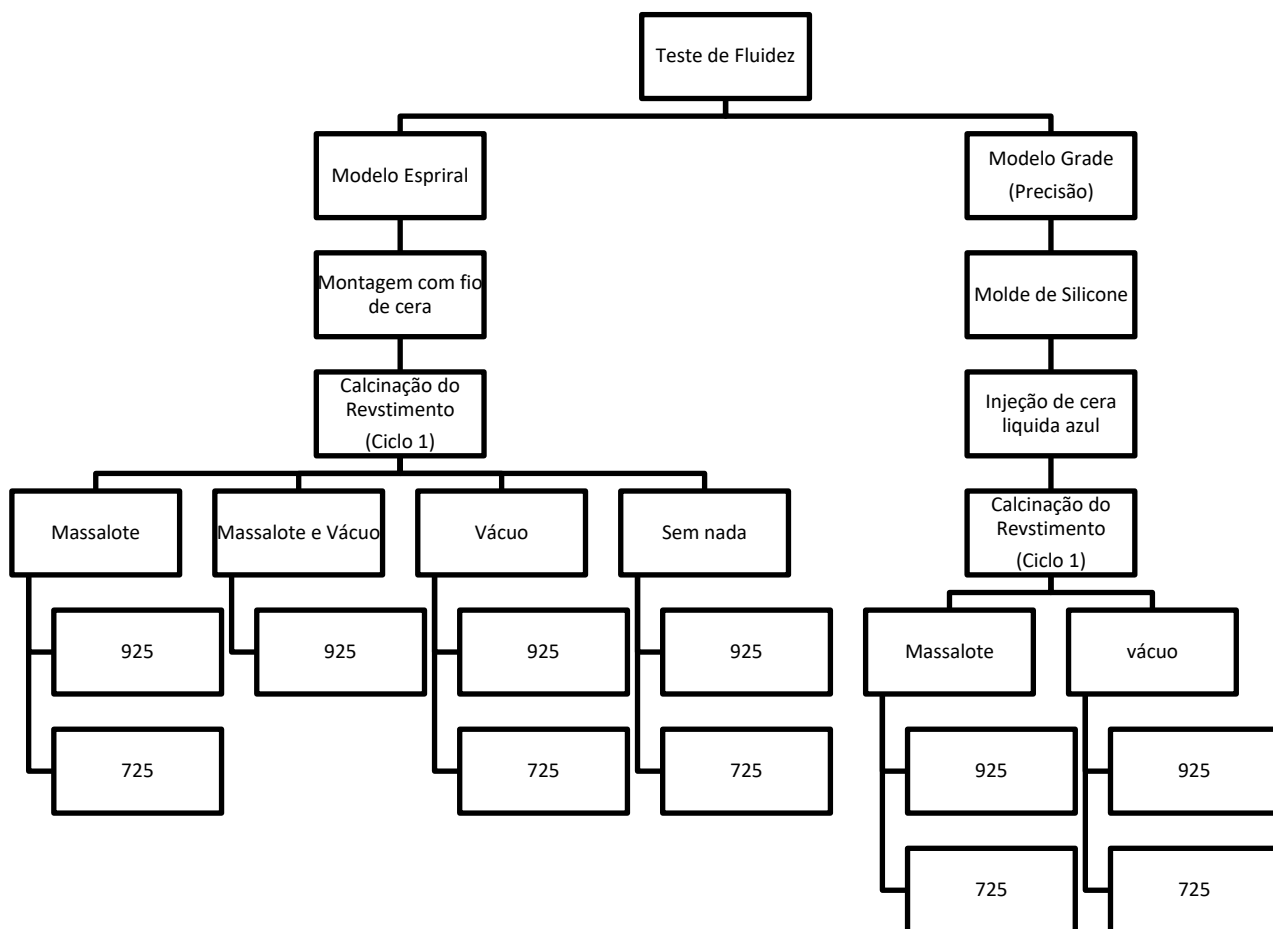 Teste de Fluidez
Modelo Espriral
Modelo Grade
(Precisão)
Montagem com fio
de cera
Molde de Silicone
Calcinação do
Revstimento
(Ciclo 1)
Injeção de cera
liquida azul
Massalote
Massalote e Vácuo
Vácuo
Sem nada
Calcinação do
Revstimento
(Ciclo 1)
925
925
925
925
Massalote
vácuo
725
725
725
925
925
725
725